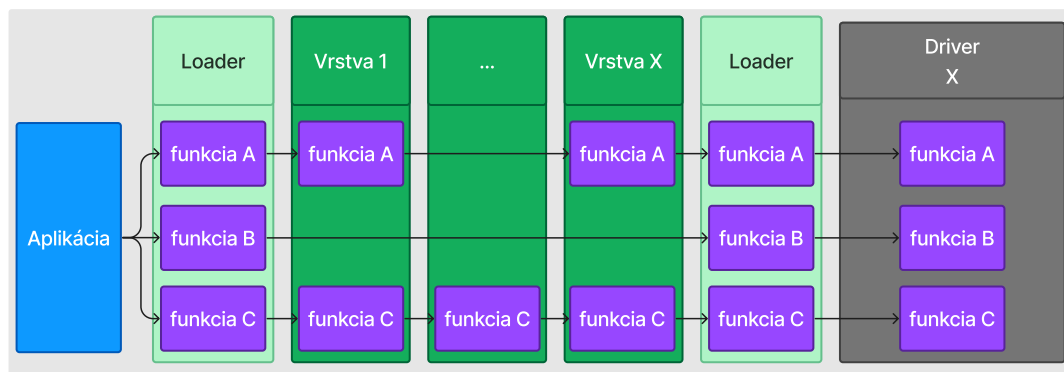 Loader
Vrstva 1
...
Vrstva X
Loader
Driver
X
Aplikácia
funkcia A
funkcia A
funkcia A
funkcia A
funkcia A
funkcia B
funkcia B
funkcia B
funkcia C
funkcia C
funkcia C
funkcia C
funkcia C
funkcia C